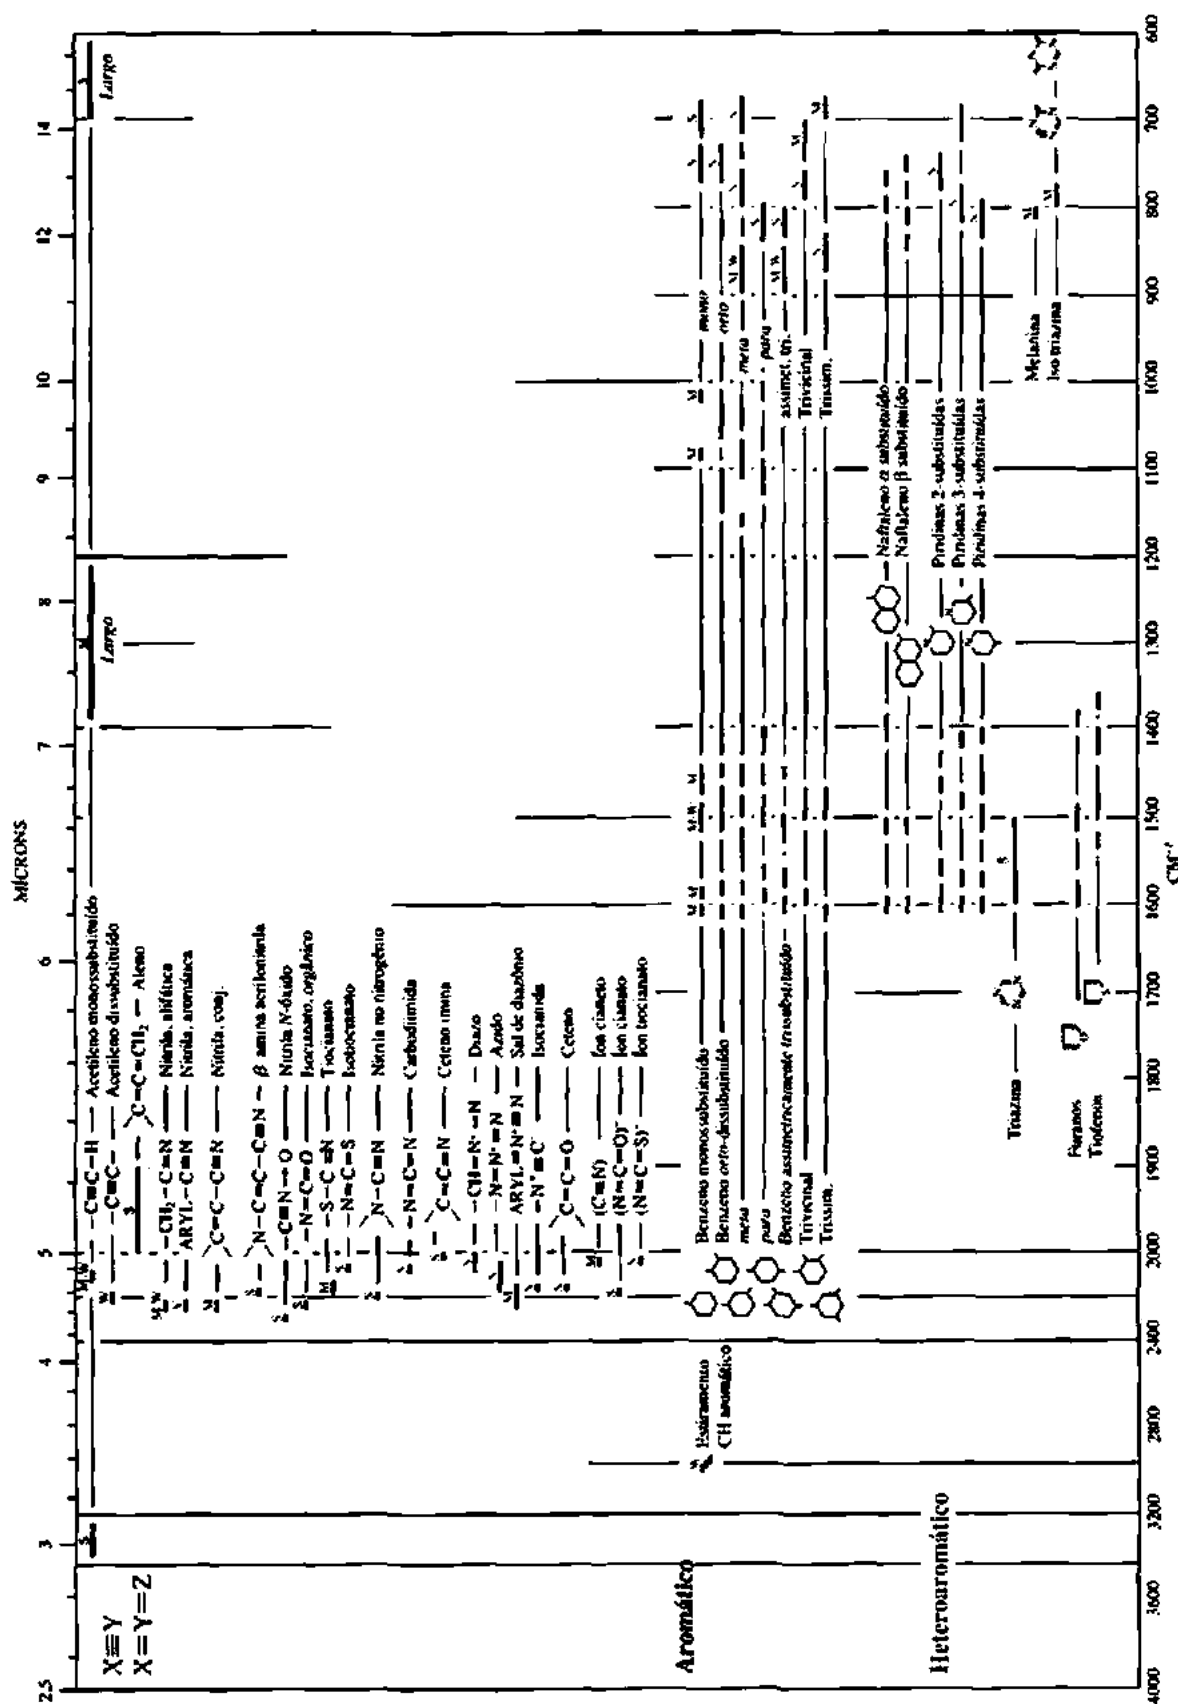 MÍCRONS
2.5 3 4 5 6 7 8 9 10 12 14
X≡Y
X=Y=Z
S
M,W
—C≡C—H Acetileno monossubstituído
M
Largo
S
Largo
W
—C≡C— Acetileno dissubstituído
S
C=C=CH₂ — Aleno
M,W
—CH₂—C≡N Nitrila, alifática
S
ARYL—C≡N Nitrila, aromática
M
C=C—C≡N Nitrila, conj.
S
N—C=C—C≡N — β amina acrilonitrila
S
—C≡N→O Nitrila N-óxido
S
—N=C=O Isocianato, orgânico
M
—S—C≡N Tiocianato
S
—N=C=S
S
N—C≡N Nitrila no nitrogênio
S
—N=C=N Carbodiimida
S
C=C=N Ceteno imina
S
—CH=N⁺=N Diazo
S
—N=N⁺=N Azido
M
ARYL—N⁺≡N Sal de diazônio
S
—N⁺≡C⁻ Isocianida
S
C=C=O Ceteno
M
(C≡N)⁻ Íon cianeto
S
(N=C=O)⁻ Íon cianato
S
(N=C=S)⁻ Íon tiocianato
Aromático
Estiramento
CH aromático
Benzeno monossubstituído M,W M,W M M M mono S S
Benzeno orto-dissubstituído orto S
meta meta M,W S S
para para S
Benzeno assimetricamente trissubstituído assimet. tri. M,W S
Trivicinal Trivicinal S M
Trissim. Trissim. S M
Heteroaromático
Naftaleno α substituído
Naftaleno β substituído
Piridinas 2-substituídas S
Piridinas 3-substituídas S
Piridinas 4-substituídas S
Triazina S
Melanina M
Iso triazina M
Furanos
Tiofenos
4000 3600 3200 2800 2400 2000 1900 1800 1700 1600 1500 1400 1300 1200 1100 1000 900 800 700 600
CM⁻¹